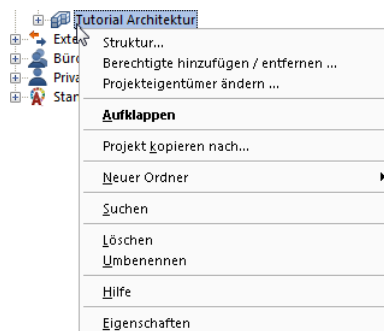 Tutorial Architektur
Exte
Struktur...
Büro
Berechtigte hinzufügen / entfernen ...
Priva
Projekteigentümer ändern ...
Stan
Aufklappen
Projekt kopieren nach...
Neuer Ordner
Suchen
Löschen
Umbenennen
Hilfe
Eigenschaften